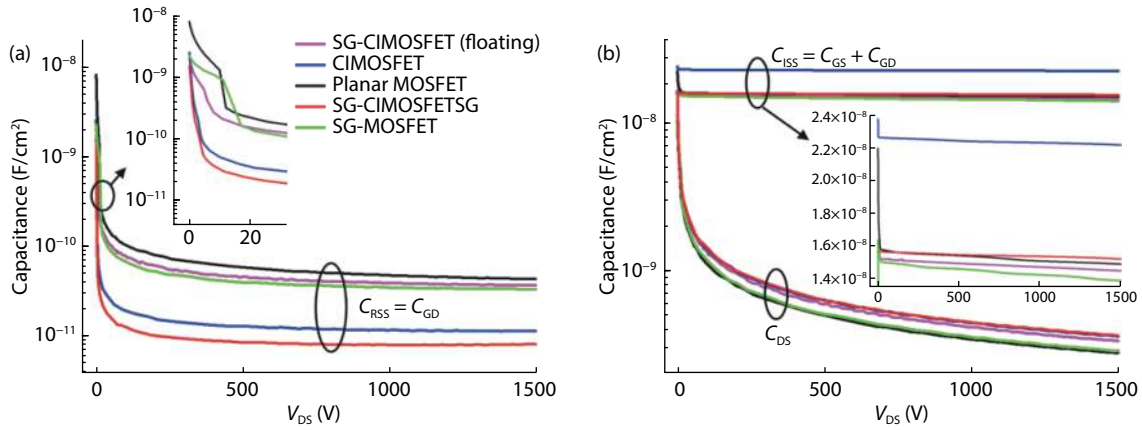 (a)
Capacitance (F/cm²)
10⁻⁸
10⁻⁹
10⁻¹⁰
10⁻¹¹
0
500
1000
1500
V_DS (V)
10⁻⁸
10⁻⁹
10⁻¹⁰
10⁻¹¹
0
20
SG-CIMOSFET (floating)
CIMOSFET
Planar MOSFET
SG-CIMOSFETSG
SG-MOSFET
C_RSS = C_GD
(b)
Capacitance (F/cm²)
10⁻⁸
10⁻⁹
0
500
1000
1500
V_DS (V)
C_ISS = C_GS + C_GD
C_DS
2.4×10⁻⁸
2.2×10⁻⁸
2.0×10⁻⁸
1.8×10⁻⁸
1.6×10⁻⁸
1.4×10⁻⁸
0
500
1000
1500